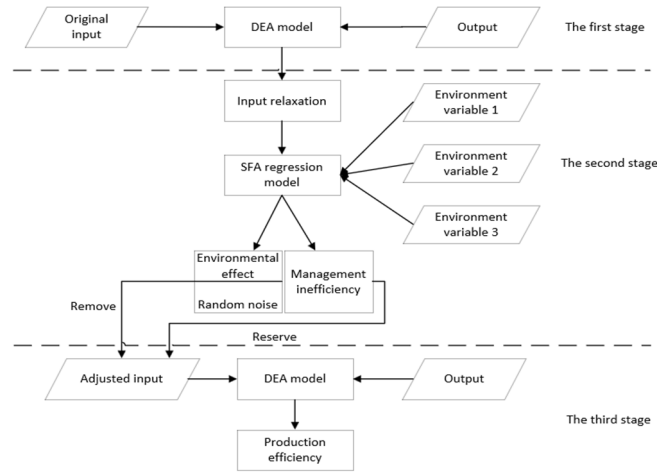 Original
input
DEA model
Output
The first stage
Input relaxation
Environment
variable 1
SFA regression
model
Environment
variable 2
The second stage
Environment
variable 3
Environmental
effect
Random noise
Management
inefficiency
Remove
Reserve
Adjusted input
DEA model
Output
The third stage
Production
efficiency